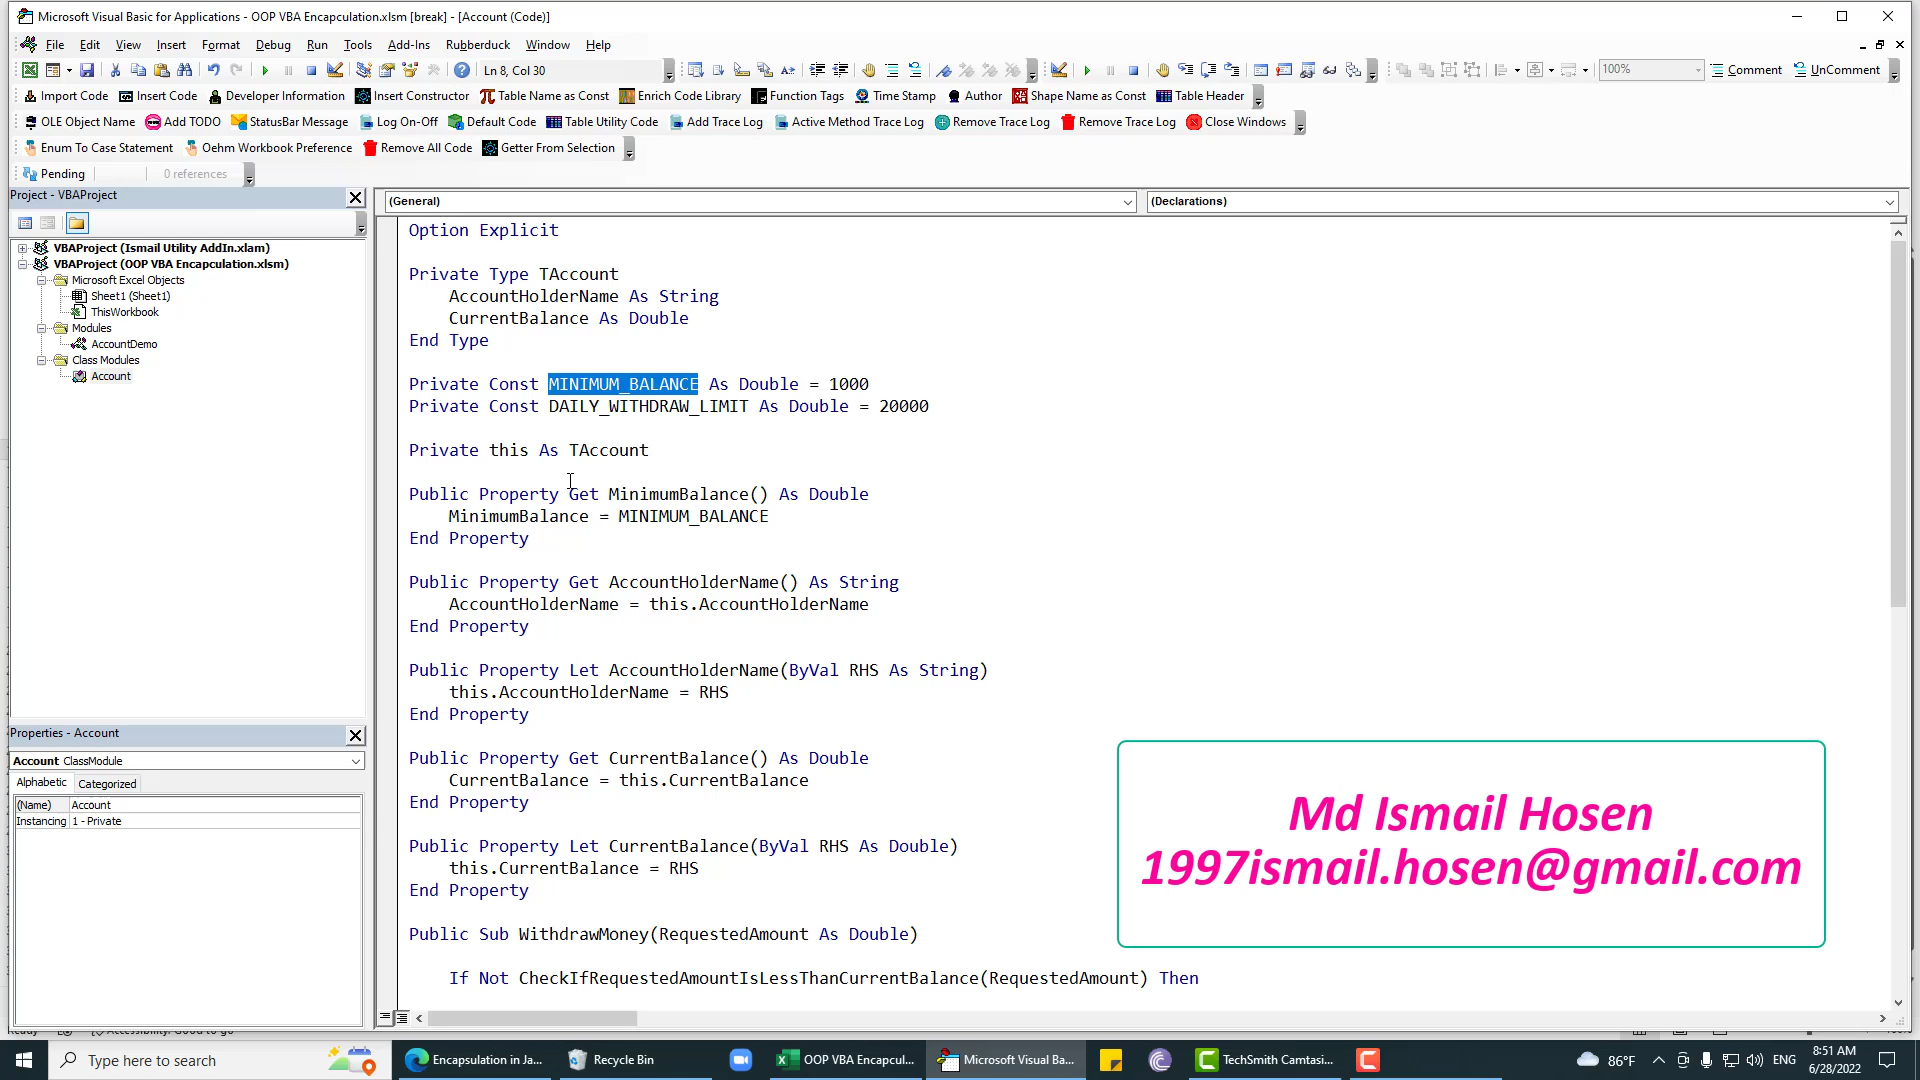 Microsoft Visual Basic for Applications - OOP VBA Encapculation.xlsm [break] - [Account (Code)]
File Edit View Insert Format Debug Run Tools Add-Ins Rubberduck Window Help
Ln 8, Col 30
100%
Comment
UnComment
Import Code Insert Code Developer Information Insert Constructor Table Name as Const Enrich Code Library Function Tags Time Stamp Author Shape Name as Const Table Header
OLE Object Name Add TODO StatusBar Message Log On-Off Default Code Table Utility Code Add Trace Log Active Method Trace Log Remove Trace Log Remove Trace Log Close Windows
Enum To Case Statement Oehm Workbook Preference Remove All Code Getter From Selection
Pending 0 references
Project - VBAProject
VBAProject (Ismail Utility AddIn.xlam)
VBAProject (OOP VBA Encapculation.xlsm)
Microsoft Excel Objects
Sheet1 (Sheet1)
ThisWorkbook
Modules
AccountDemo
Class Modules
Account
Properties - Account
Account ClassModule
Alphabetic Categorized
(Name) Account
Instancing 1 - Private
(General)
(Declarations)
Option Explicit
Private Type TAccount
AccountHolderName As String
CurrentBalance As Double
End Type
Private Const MINIMUM_BALANCE As Double = 1000
Private Const DAILY_WITHDRAW_LIMIT As Double = 20000
Private this As TAccount
Public Property Get MinimumBalance() As Double
MinimumBalance = MINIMUM_BALANCE
End Property
Public Property Get AccountHolderName() As String
AccountHolderName = this.AccountHolderName
End Property
Public Property Let AccountHolderName(ByVal RHS As String)
this.AccountHolderName = RHS
End Property
Public Property Get CurrentBalance() As Double
CurrentBalance = this.CurrentBalance
End Property
Public Property Let CurrentBalance(ByVal RHS As Double)
this.CurrentBalance = RHS
End Property
Public Sub WithdrawMoney(RequestedAmount As Double)
If Not CheckIfRequestedAmountIsLessThanCurrentBalance(RequestedAmount) Then
Md Ismail Hosen
1997ismail.hosen@gmail.com
Type here to search
Encapsulation in Ja...
Recycle Bin
OOP VBA Encapcul...
Microsoft Visual Ba...
TechSmith Camtasi...
86°F
ENG
8:51 AM
6/28/2022